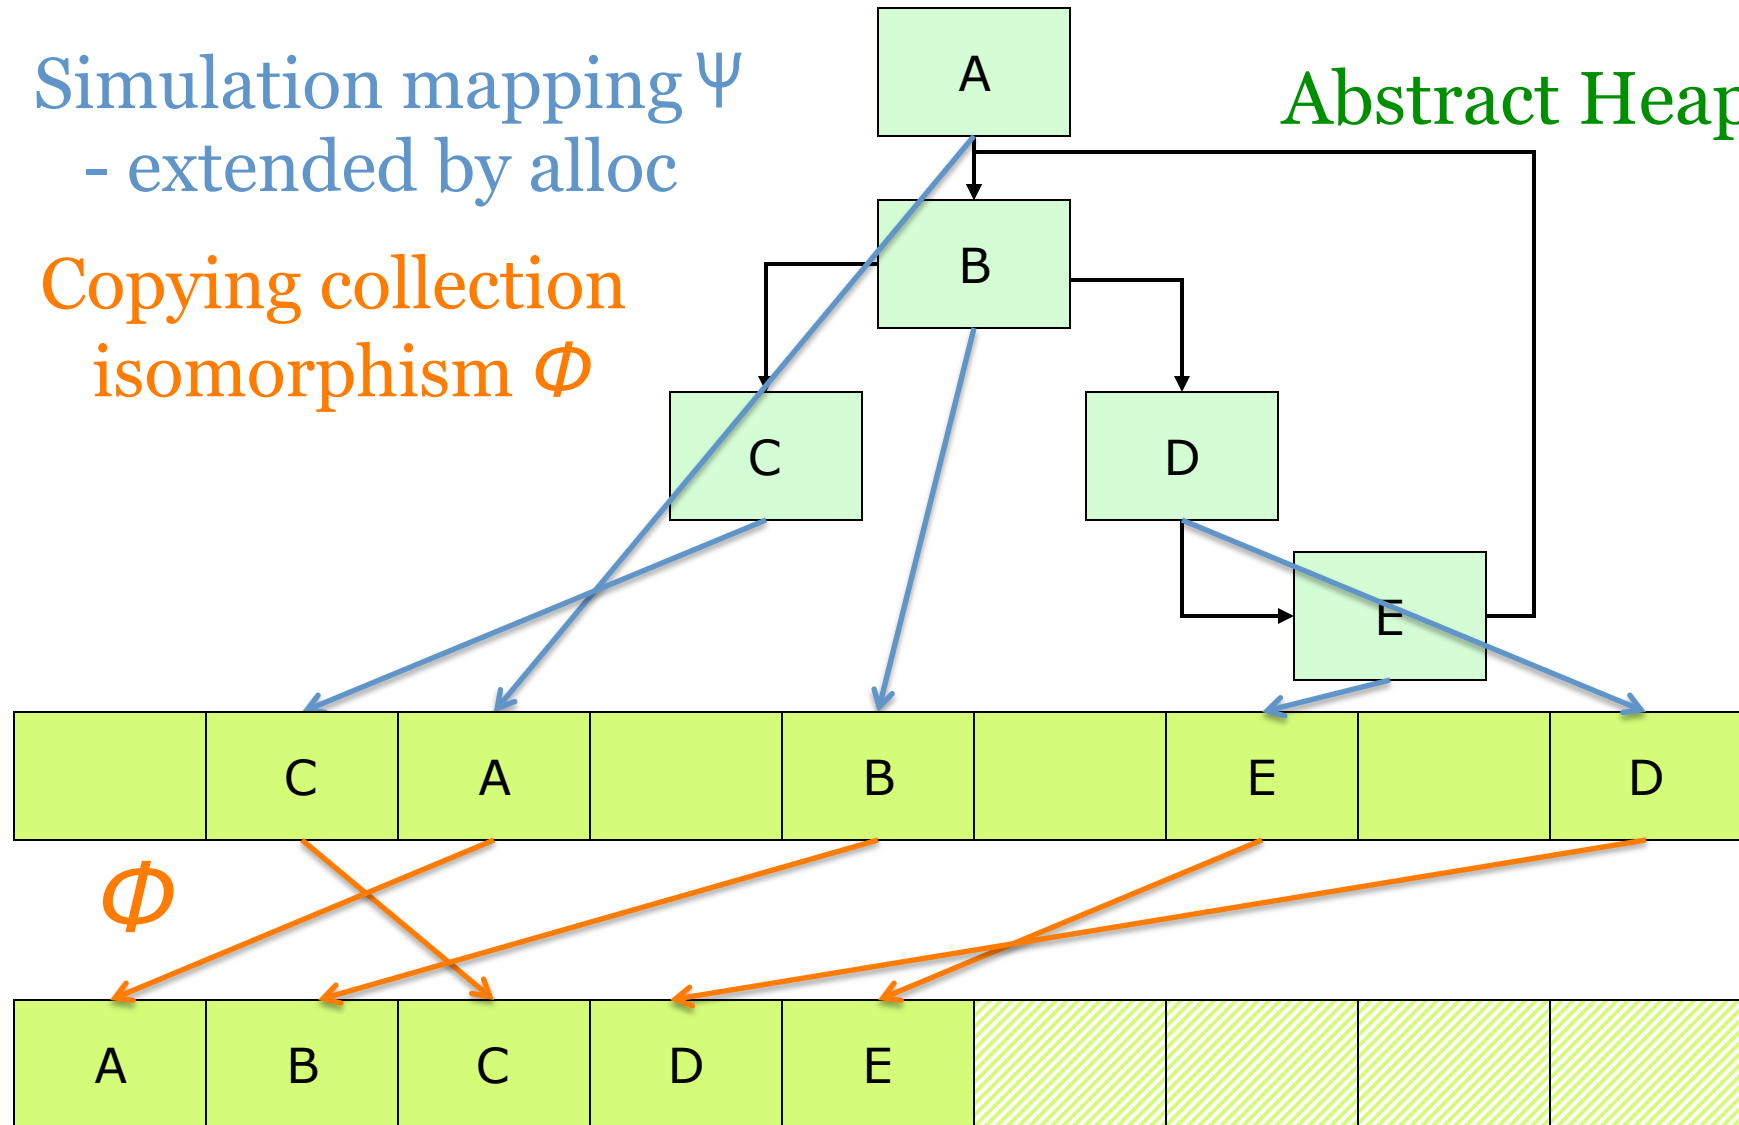 Simulation mapping Ψ
- extended by alloc
Copying collection
isomorphism Φ
Abstract Heap
A
B
C
D
E
C A B E D
Φ
A B C D E